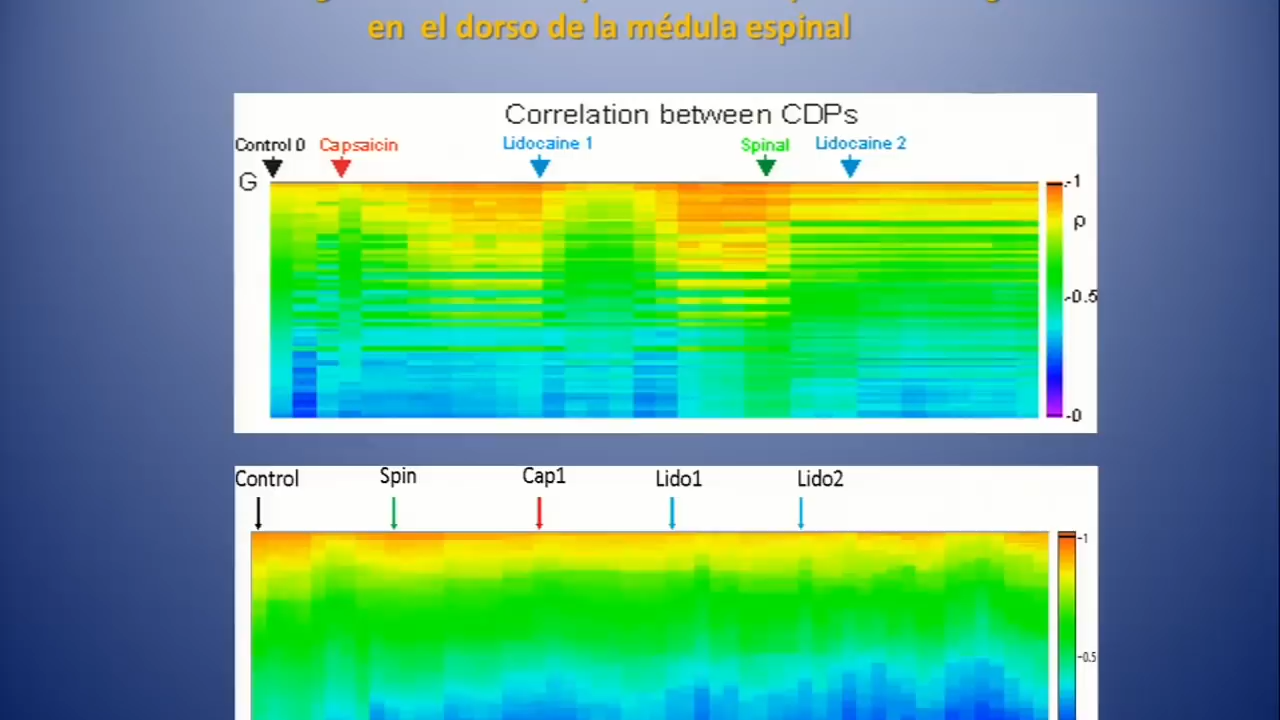 en el dorso de la médula espinal
Correlation between CDPs
Control 0 Capsaicin Lidocaine 1 Spinal Lidocaine 2
G
-1
ρ
-0.5
-0
Control Spin Cap1 Lido1 Lido2
-1
-0.5